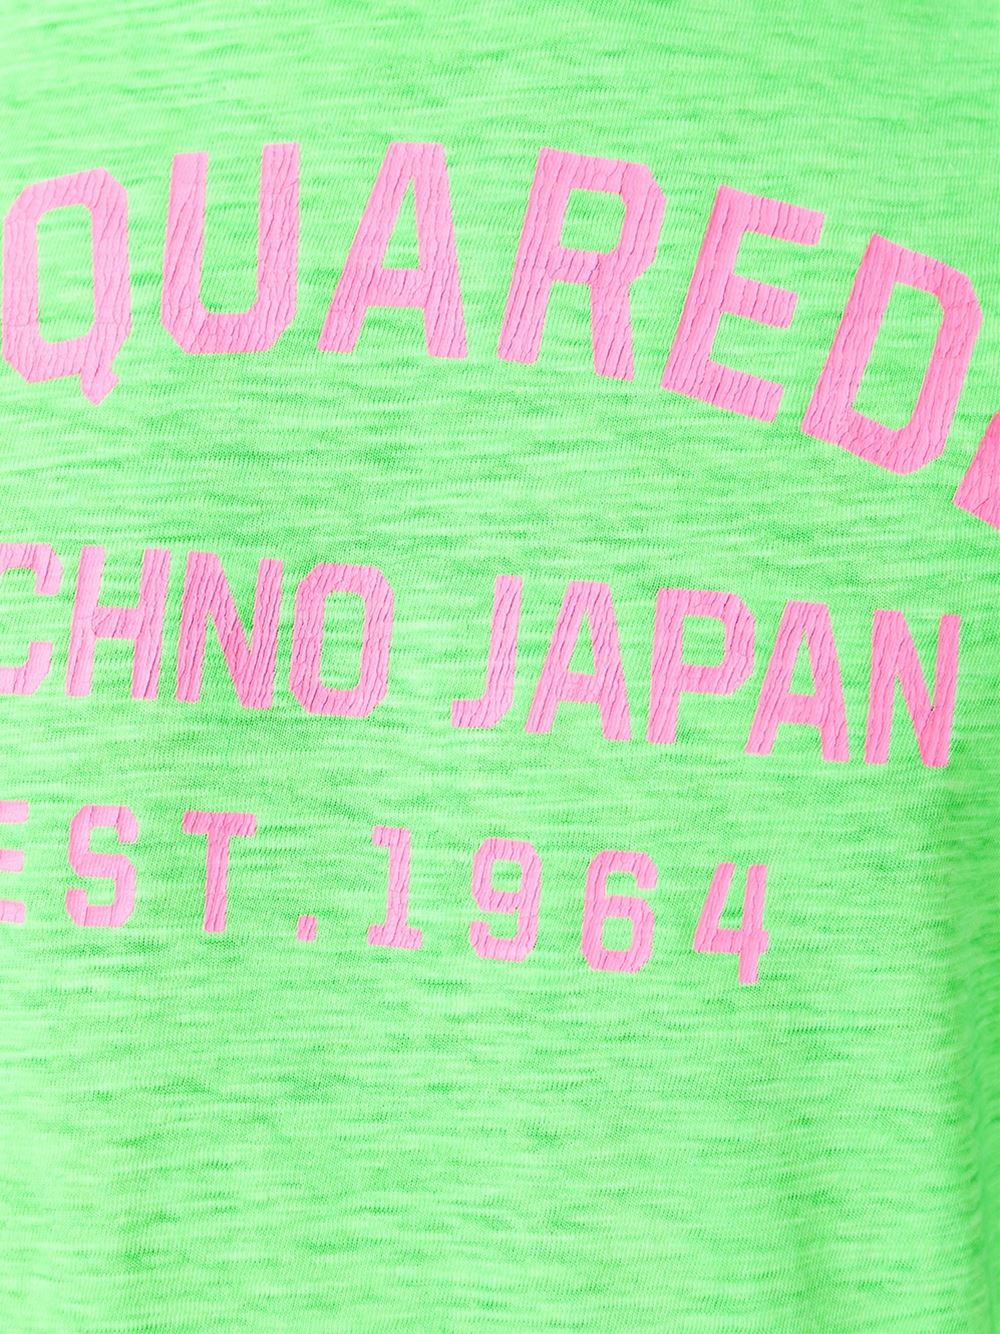 QUARED
CHNO JAPAN
EST.1964